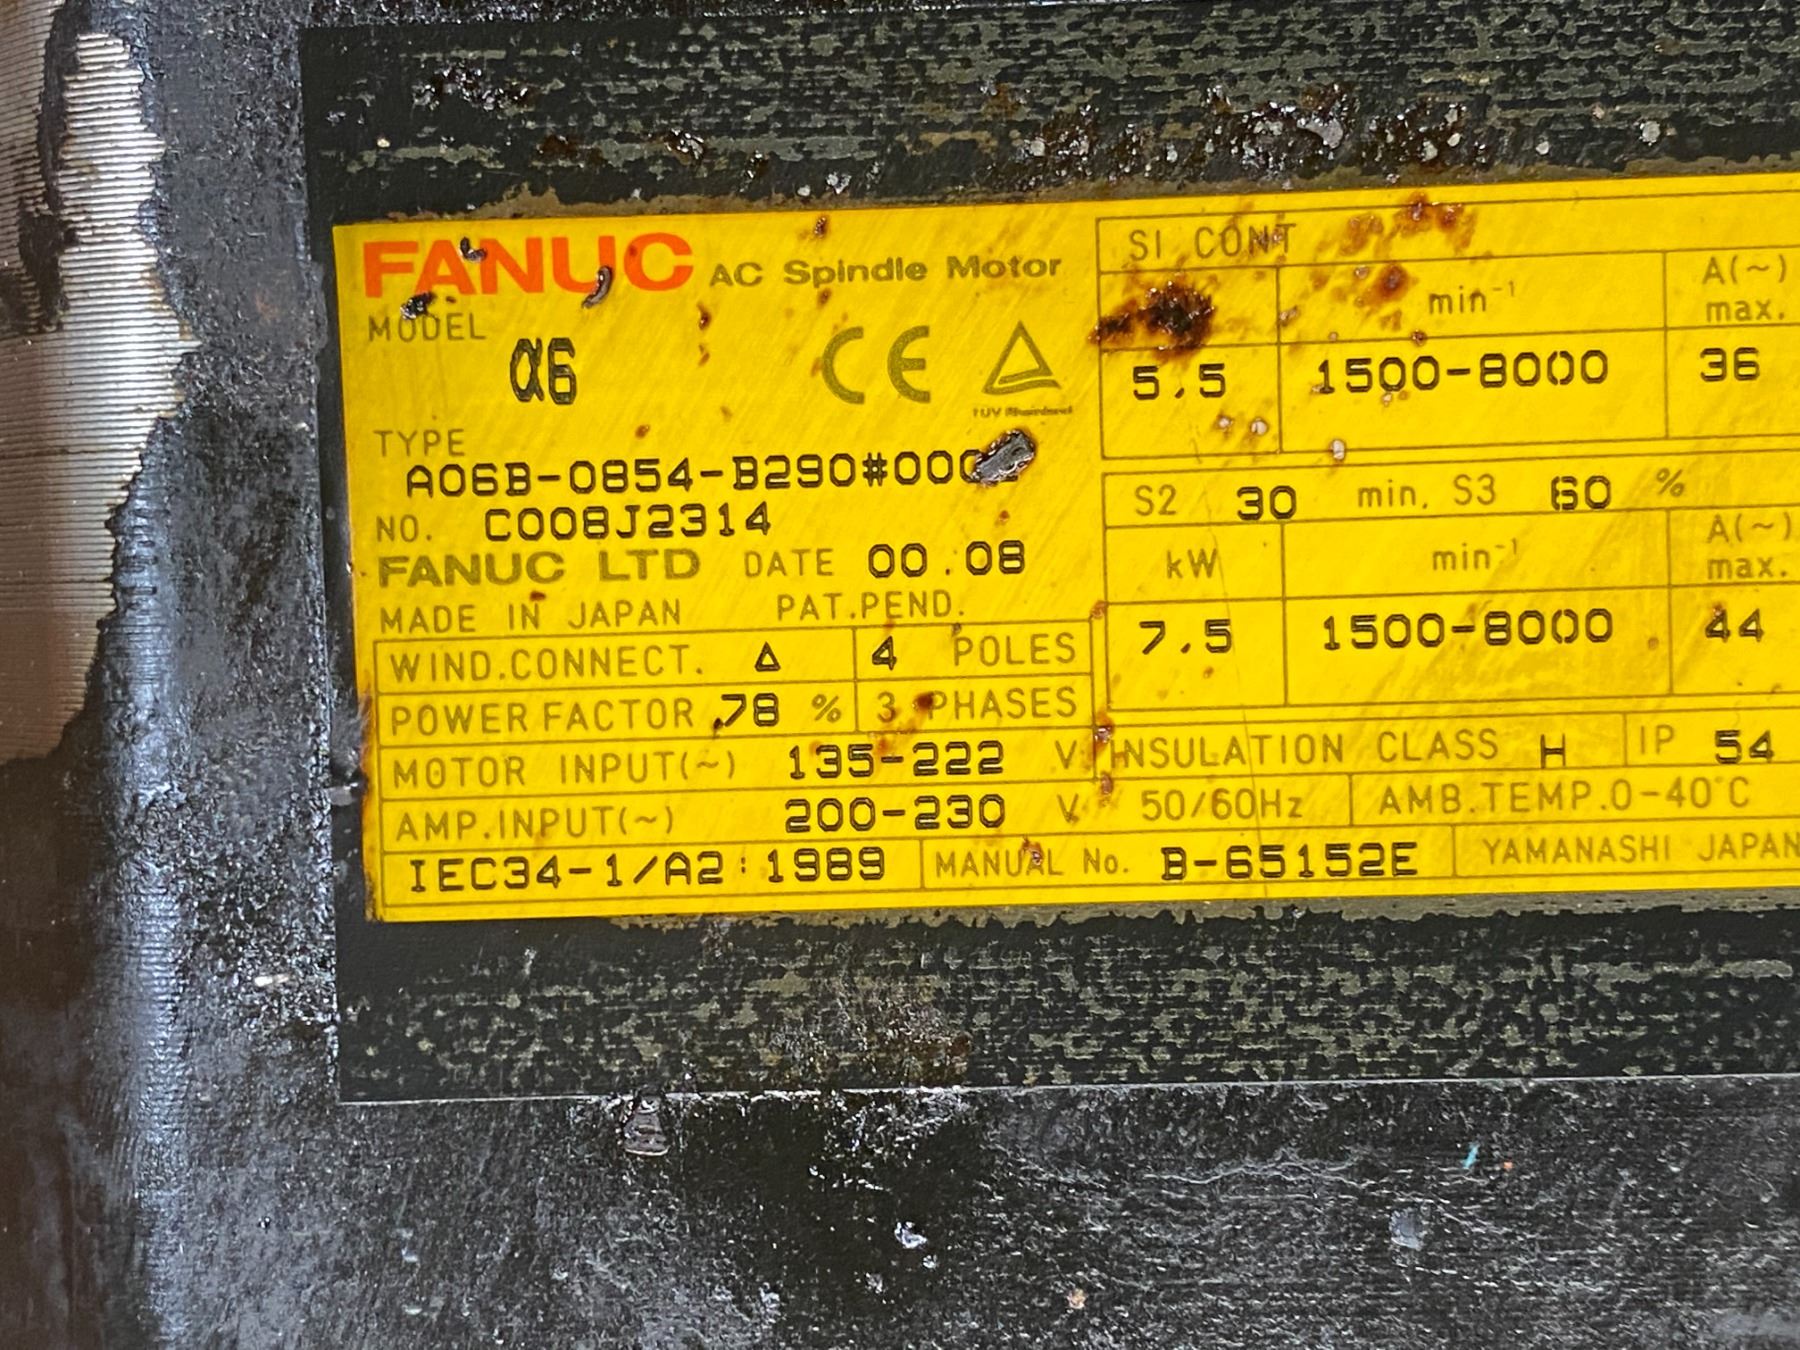 FANUC AC Spindle Motor
MODEL
α6
CE
TYPE
A06B-0854-B290#000
NO. C008J2314
FANUC LTD DATE 00.08
MADE IN JAPAN PAT.PEND.
WIND.CONNECT. Δ 4 POLES
POWER FACTOR 78 % 3 PHASES
MOTOR INPUT(~) 135-222 V
AMP.INPUT(~) 200-230 V 50/60Hz AMB.TEMP.0-40°C
IEC34-1/A2:1989 MANUAL No. B-65152E YAMANASHI JAPAN
SI CONT
min⁻¹ A(~) max.
5.5 1500-8000 36
S2 30 min. S3 60 %
kW min⁻¹ A(~) max.
7.5 1500-8000 44
INSULATION CLASS H IP 54